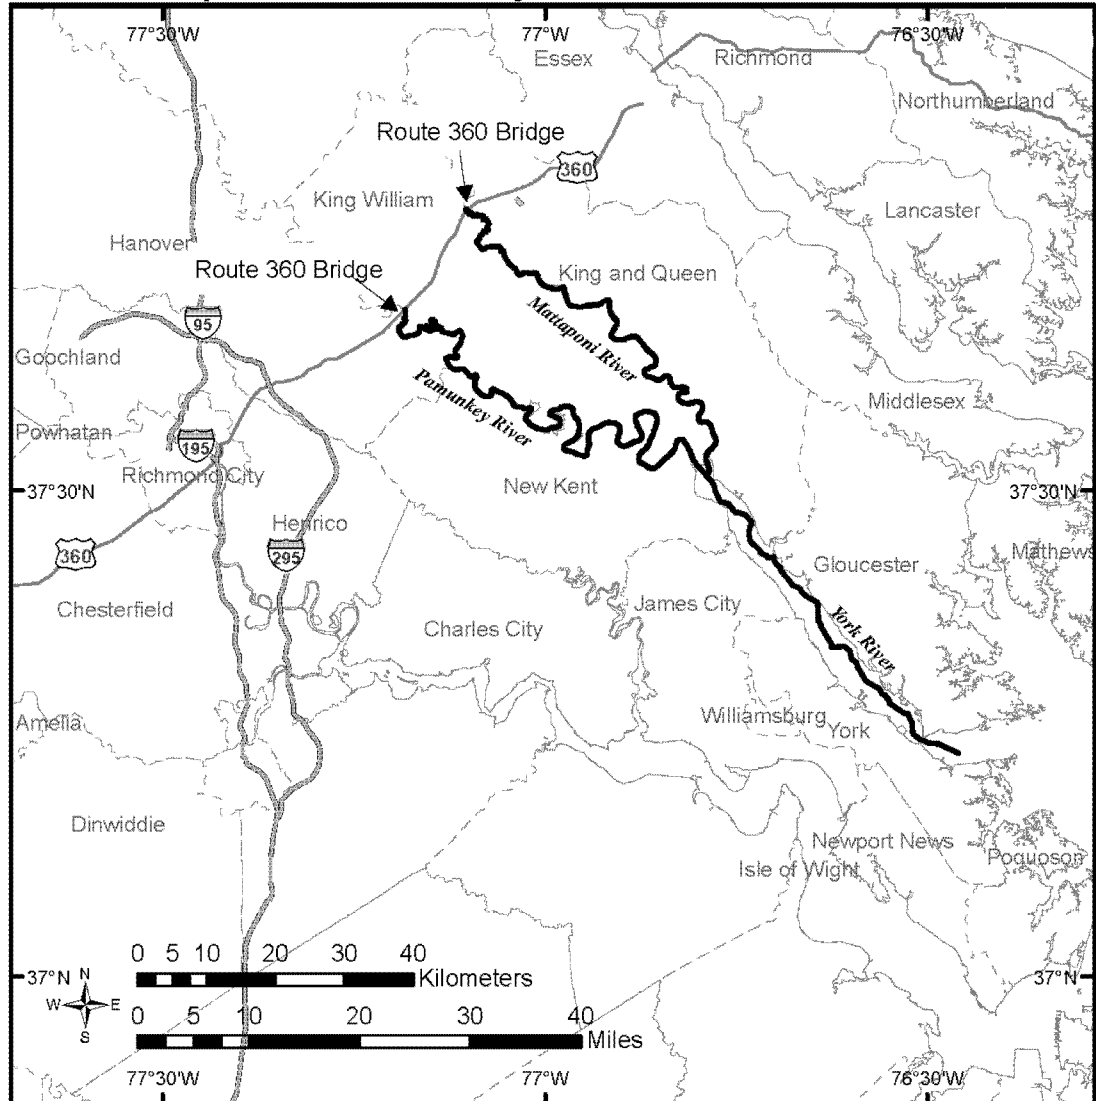 77°30'W 77°W 76°30'W
Essex
Richmond
Northumberland
Route 360 Bridge
360
King William
Lancaster
Hanover
Route 360 Bridge
King and Queen
95
Mattaponi River
Goochland
Pamunkey River
Middlesex
Powhatan
195
Richmond City
New Kent
37°30'N 37°30'N
Henrico
360
295
Mathews
Gloucester
Chesterfield
James City
Charles City
York River
Amelia
Williamsburg
York
Dinwiddie
Newport News
Poquoson
Isle of Wight
0 5 10 20 30 40
Kilometers
37°N 37°N
N
W E
S
0 5 10 20 30 40
Miles
77°30'W 77°W 76°30'W